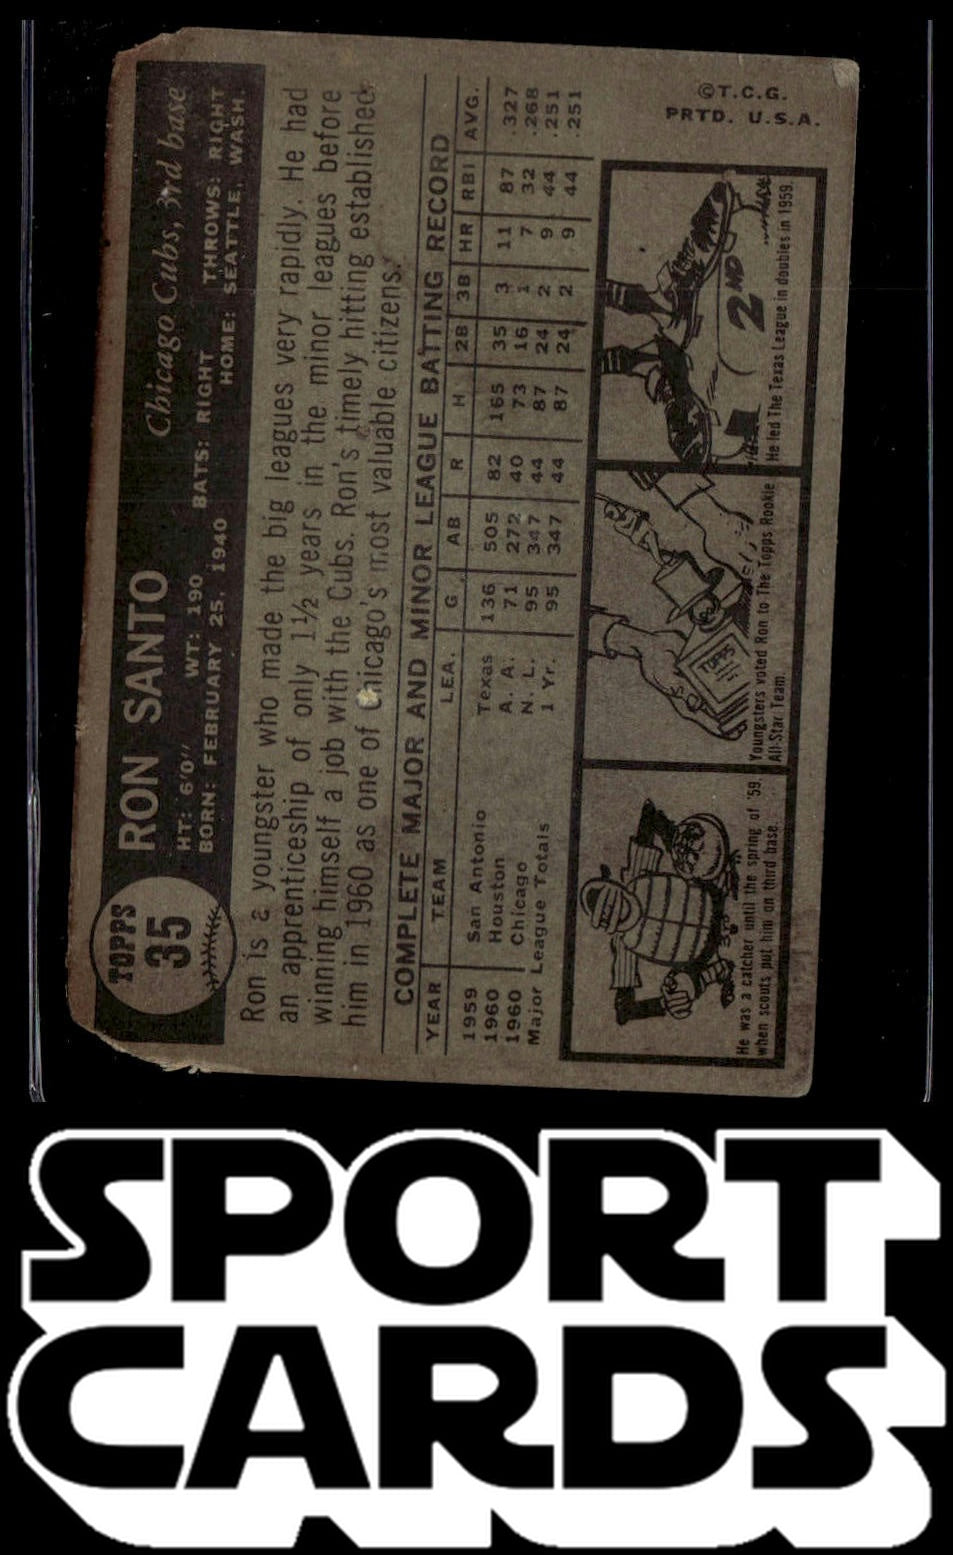 TOPPS
35
RON SANTO
Chicago Cubs, 3rd base
HT: 6'0" WT: 190 BATS: RIGHT THROWS: RIGHT
BORN: FEBRUARY 25, 1940 HOME: SEATTLE, WASH.
Ron is a youngster who made the big leagues very rapidly. He had
an apprenticeship of only 1½ years in the minor leagues before
winning himself a job with the Cubs. Ron's timely hitting established
him in 1960 as one of Chicago's most valuable citizens.
COMPLETE MAJOR AND MINOR LEAGUE BATTING RECORD
YEAR TEAM LEA. G AB R H 2B 3B HR RBI AVG.
1959 San Antonio Texas 136 505 82 165 35 3 11 87 .327
1960 Houston A. A. 71 272 40 73 16 1 7 32 .268
1960 Chicago N. L. 95 347 44 87 24 2 9 44 .251
Major League Totals 1 Yr. 95 347 44 87 24 2 9 44 .251
3RD
He was a catcher until the spring of '59,
when scouts put him on third base.
TOPPS
Youngsters voted Ron to The Topps Rookie
All-Star Team.
2ND
He led The Texas League in doubles in 1959.
©T.C.G.
PRTD. U.S.A.
SPORT
CARDS